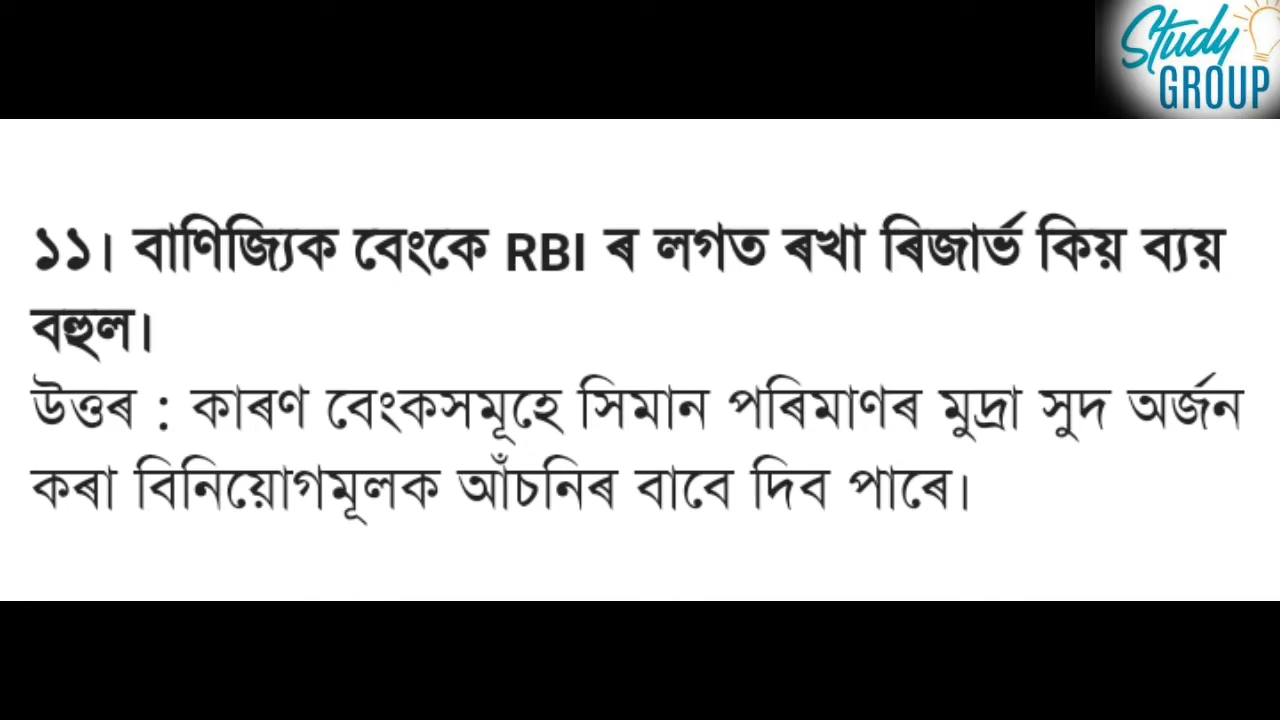 Study
GROUP
১১। বাণিজ্যিক বেংকে RBI ৰ লগত ৰখা ৰিজাৰ্ভ কিয় ব্যয়
বহুল।
উত্তৰ : কাৰণ বেংকসমূহে সিমান পৰিমাণৰ মুদ্ৰা সুদ অৰ্জন
কৰা বিনিয়োগমূলক আঁচনিৰ বাবে দিব পাৰে।